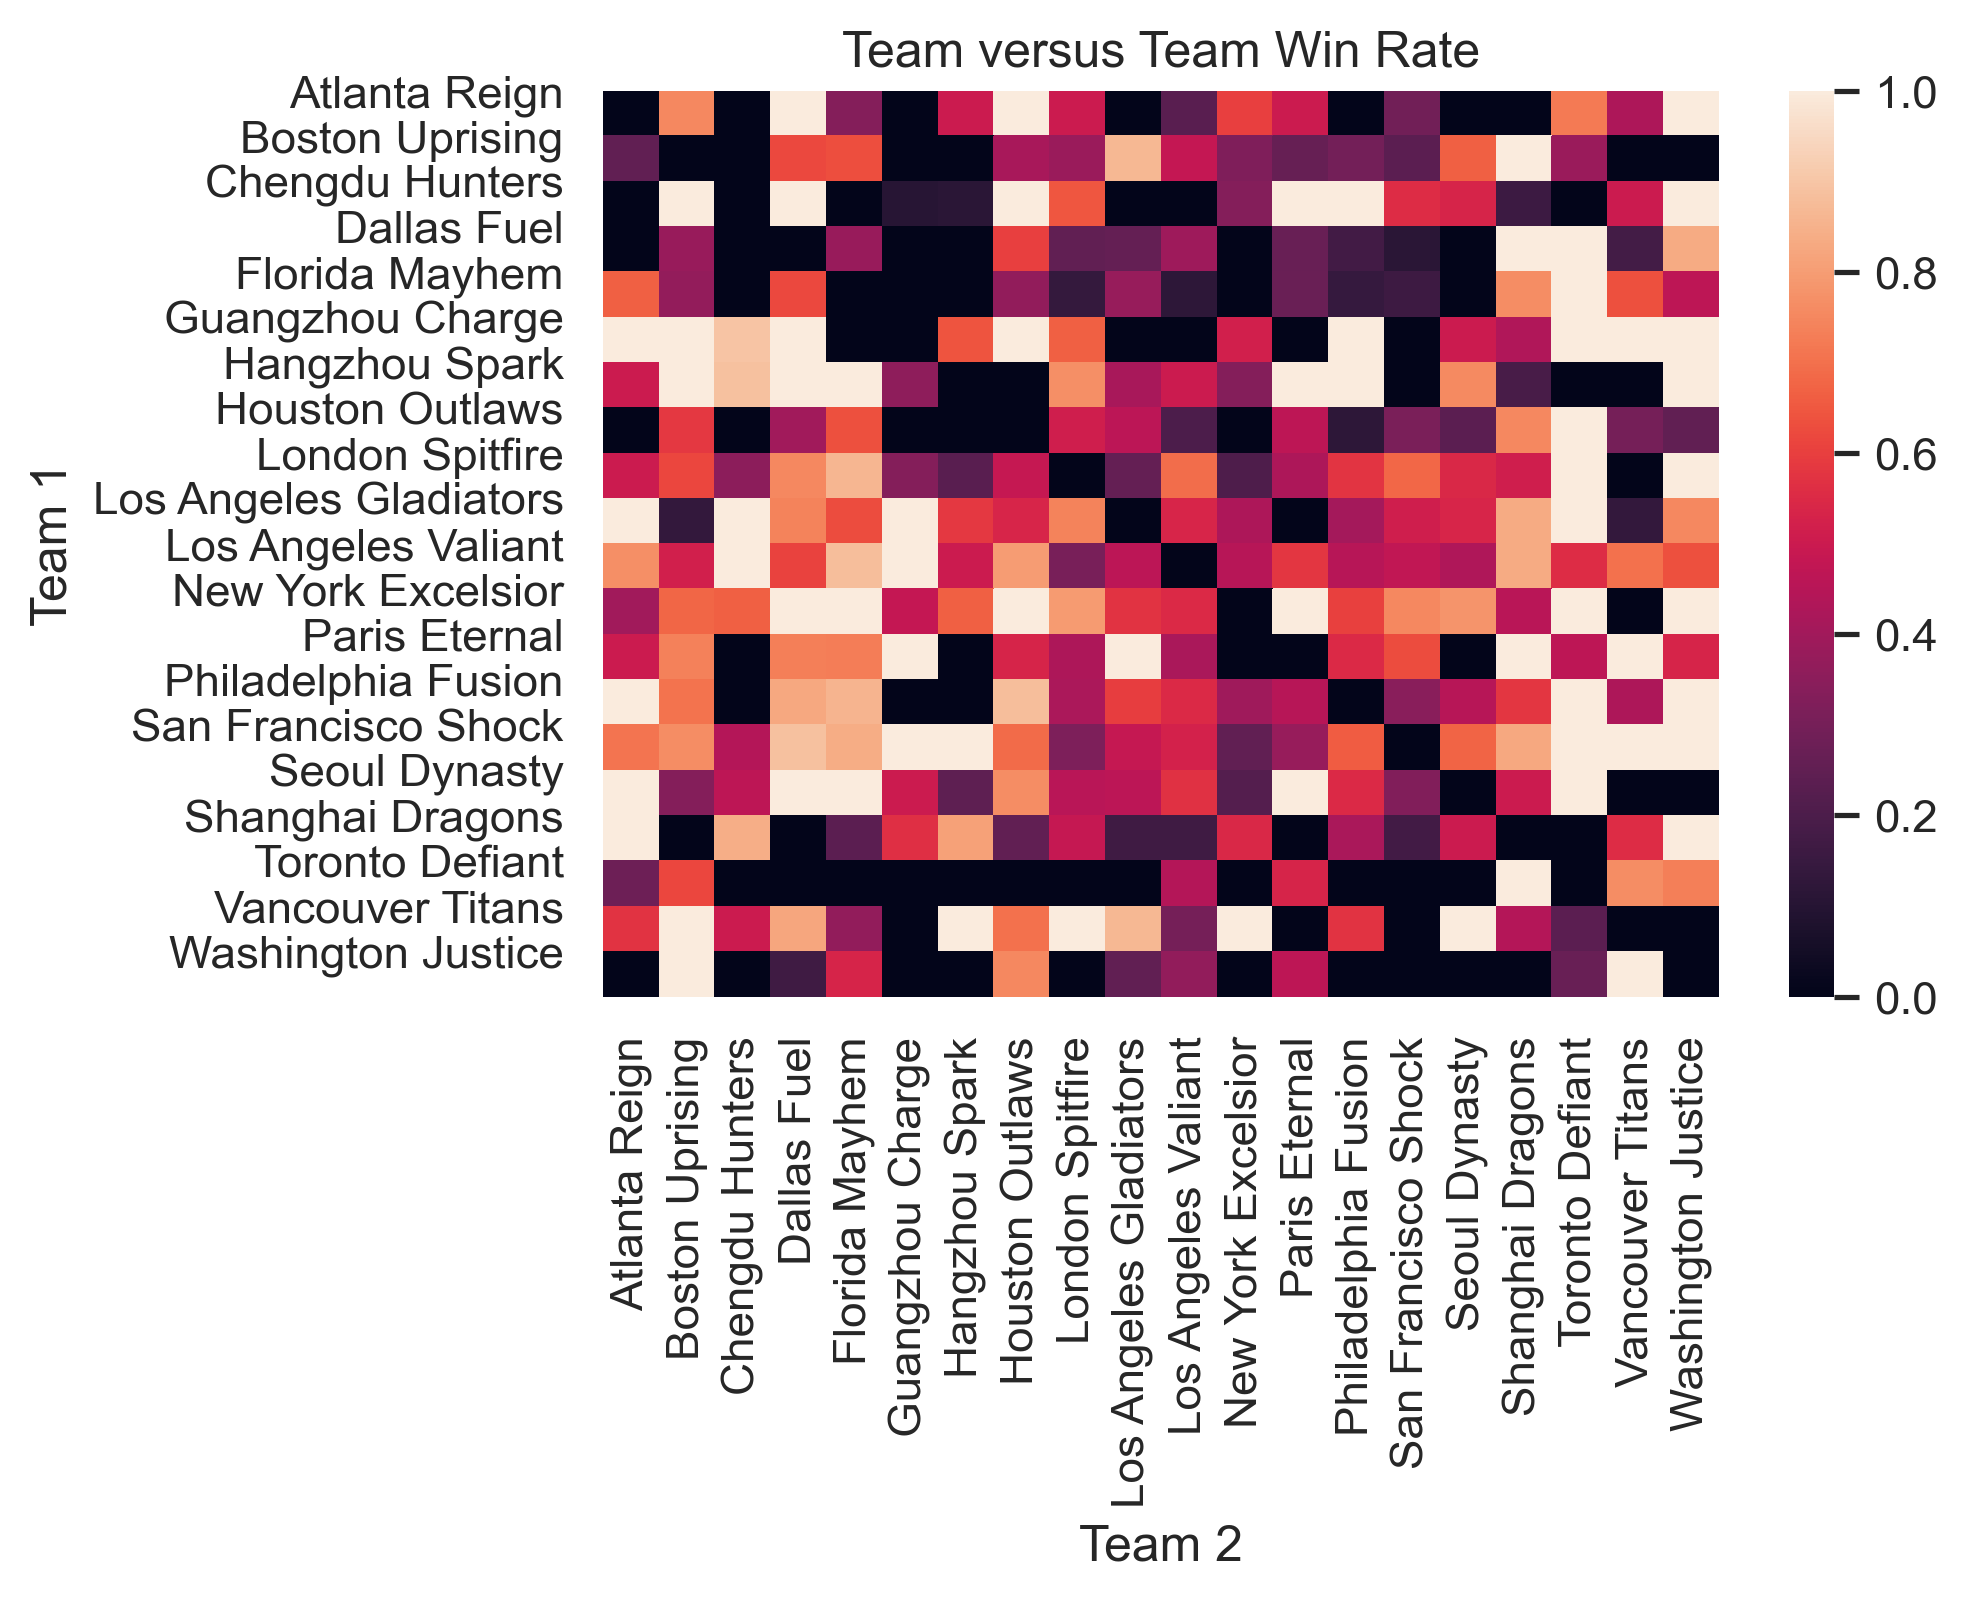 Team versus Team Win Rate
Team 1
Atlanta Reign
Boston Uprising
Chengdu Hunters
Dallas Fuel
Florida Mayhem
Guangzhou Charge
Hangzhou Spark
Houston Outlaws
London Spitfire
Los Angeles Gladiators
Los Angeles Valiant
New York Excelsior
Paris Eternal
Philadelphia Fusion
San Francisco Shock
Seoul Dynasty
Shanghai Dragons
Toronto Defiant
Vancouver Titans
Washington Justice
1.0
0.8
0.6
0.4
0.2
0.0
Atlanta Reign
Boston Uprising
Chengdu Hunters
Dallas Fuel
Florida Mayhem
Guangzhou Charge
Hangzhou Spark
Houston Outlaws
London Spitfire
Los Angeles Gladiators
Los Angeles Valiant
New York Excelsior
Paris Eternal
Philadelphia Fusion
San Francisco Shock
Seoul Dynasty
Shanghai Dragons
Toronto Defiant
Vancouver Titans
Washington Justice
Team 2